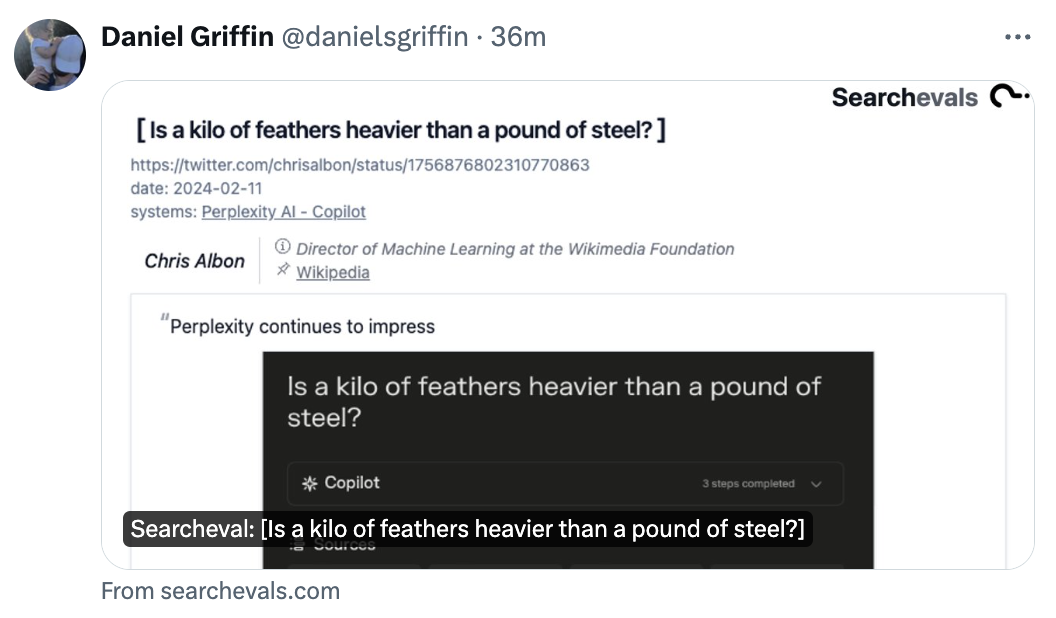 Daniel Griffin @danielsgriffin · 36m
Searchevals
[ Is a kilo of feathers heavier than a pound of steel? ]
https://twitter.com/chrisalbon/status/1756876802310770863
date: 2024-02-11
systems: Perplexity AI - Copilot
Chris Albon
Director of Machine Learning at the Wikimedia Foundation
Wikipedia
"Perplexity continues to impress
Is a kilo of feathers heavier than a pound of
steel?
Copilot
3 steps completed
Searcheval: [Is a kilo of feathers heavier than a pound of steel?]
Sources
From searchevals.com